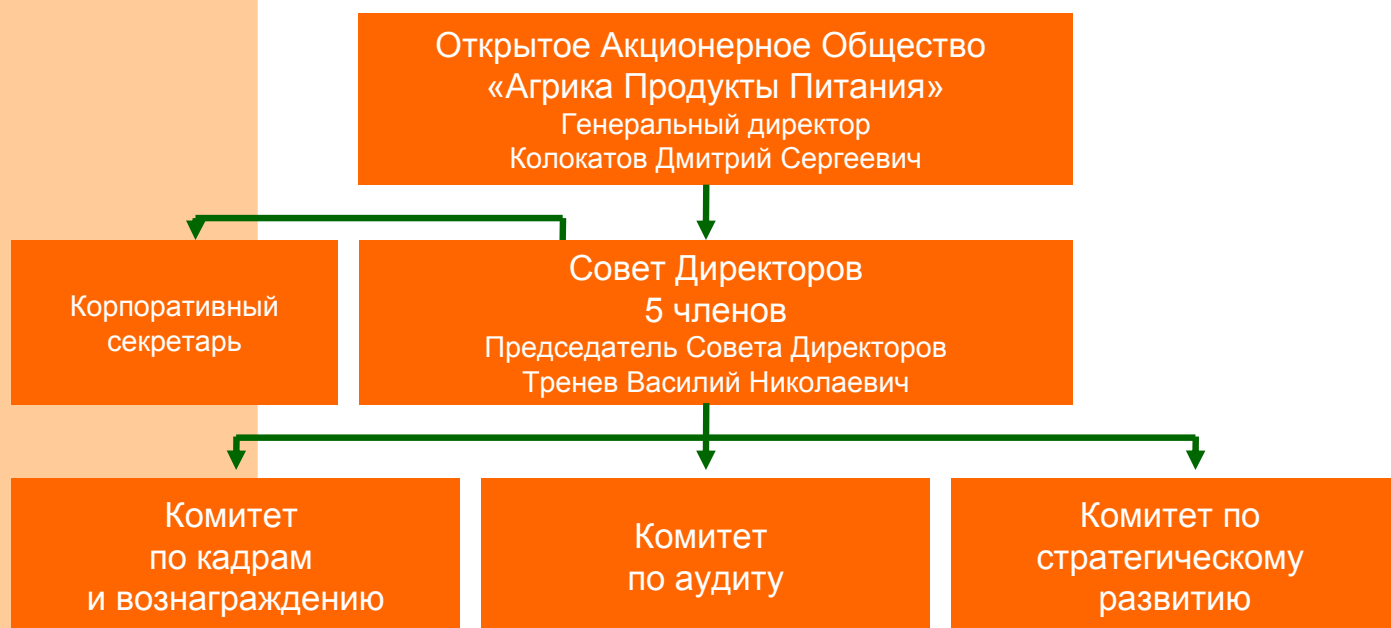 Открытое Акционерное Общество
«Агрика Продукты Питания»
Генеральный директор
Колокатов Дмитрий Сергеевич
Корпоративный
секретарь
Совет Директоров
5 членов
Председатель Совета Директоров
Тренев Василий Николаевич
Комитет
по кадрам
и вознаграждению
Комитет
по аудиту
Комитет по
стратегическому
развитию